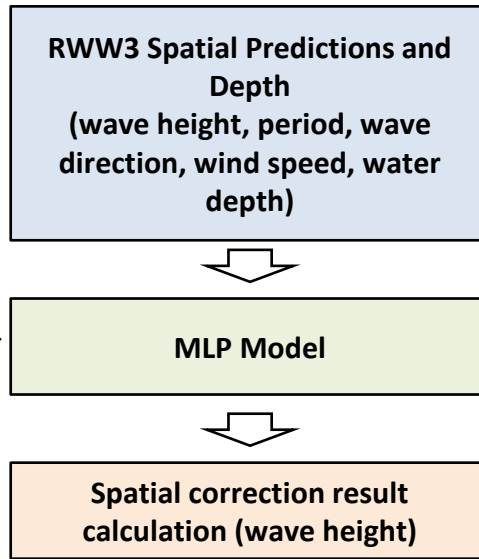 RWW3 Spatial Predictions and
Depth
(wave height, period, wave
direction, wind speed, water
depth)
MLP Model
Spatial correction result
calculation (wave height)